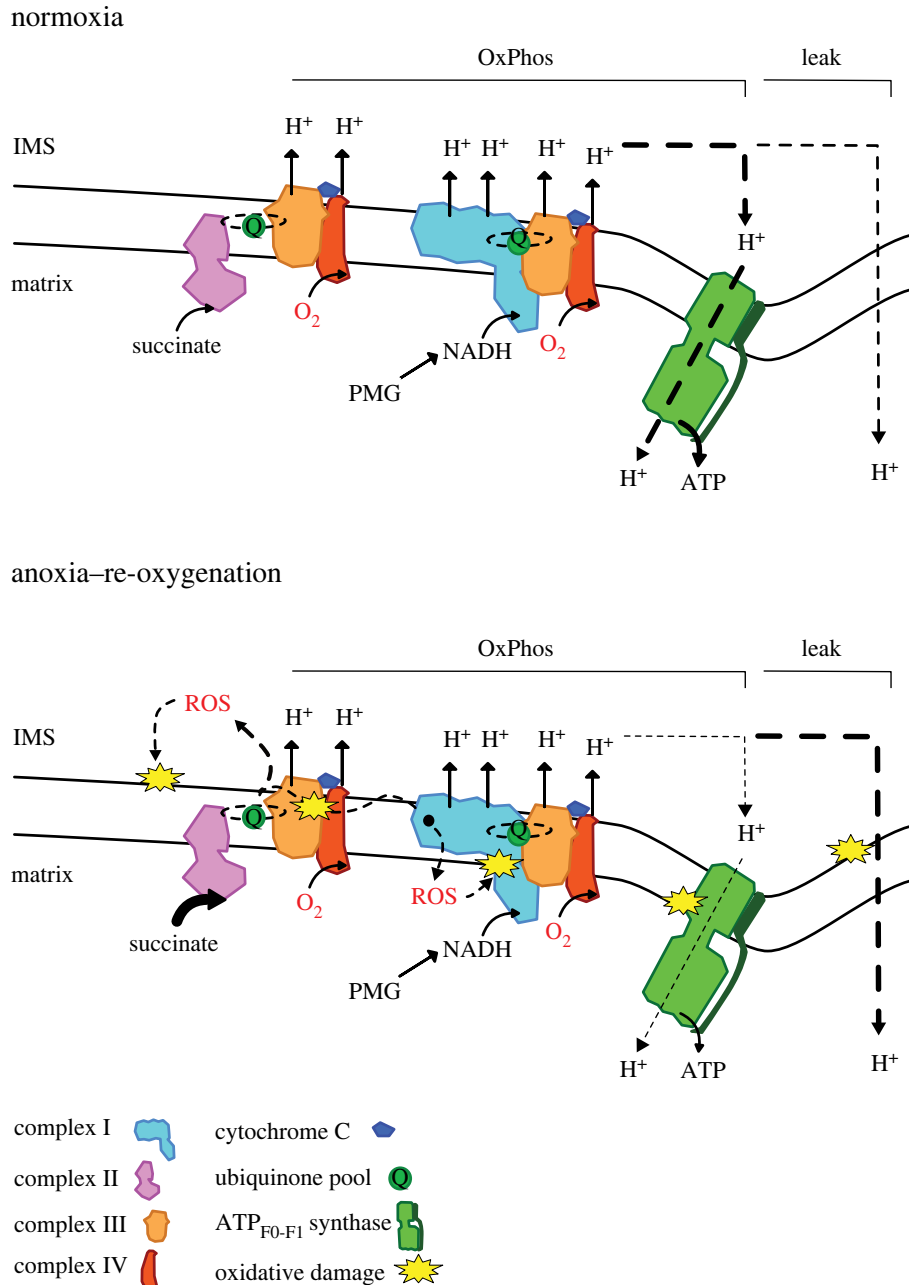 normoxia
OxPhos
leak
H⁺ H⁺ H⁺ H⁺ H⁺ H⁺
IMS
Q Q
H⁺
matrix
O₂
succinate
NADH
O₂
PMG
H⁺ ATP H⁺
anoxia–re-oxygenation
OxPhos
leak
ROS
H⁺ H⁺ H⁺ H⁺ H⁺ H⁺
IMS
Q Q
H⁺
matrix
ROS
O₂
succinate
NADH
O₂
PMG
H⁺ ATP H⁺
complex I
cytochrome C
complex II
ubiquinone pool Q
complex III
ATP_F0-F1 synthase
complex IV
oxidative damage